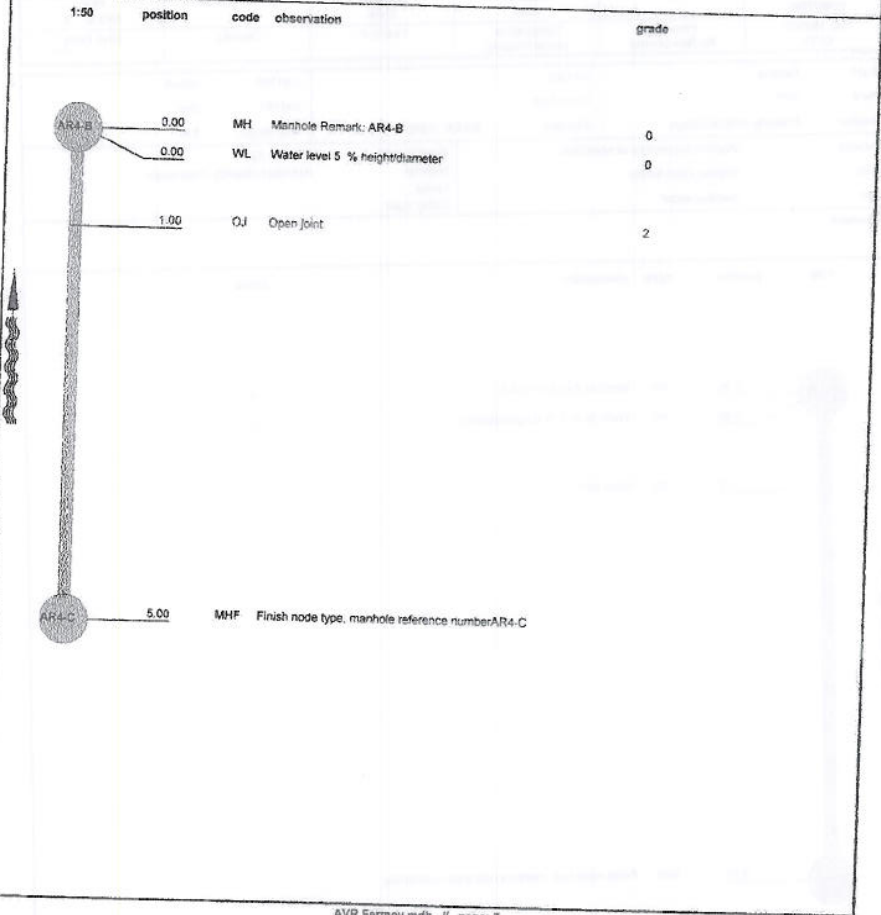 1:50 position code observation grade
AR4-B 0.00 MH Manhole Remark: AR4-B 0
0.00 WL Water level 5 % height/diameter 0
1.00 OJ Open Joint 2
AR4-C 5.00 MHF Finish node type, manhole reference numberAR4-C